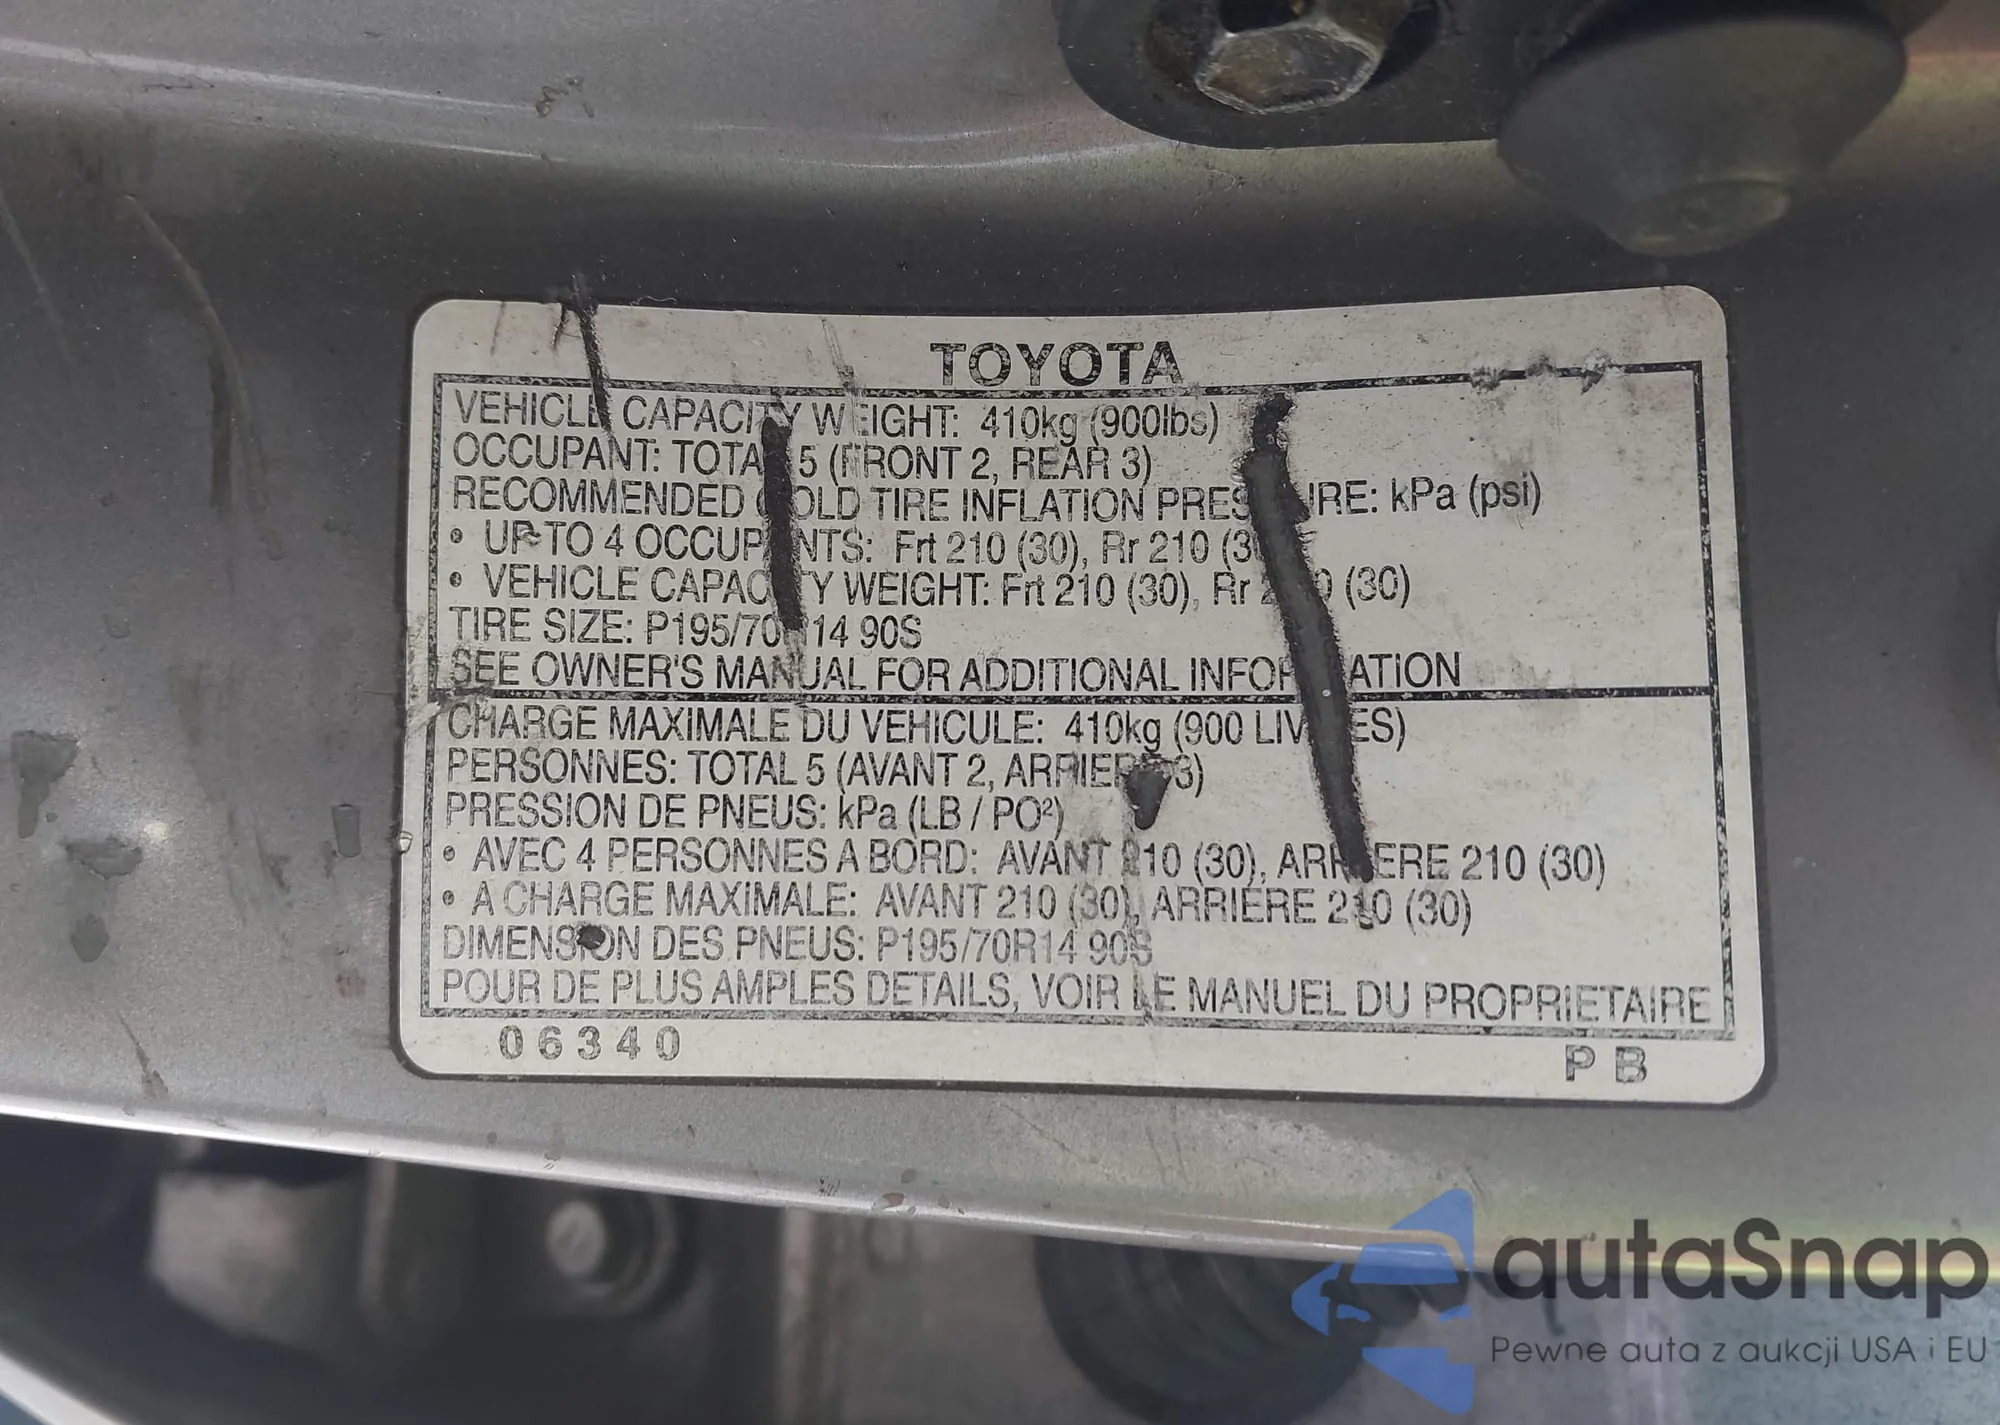 TOYOTA
VEHICLE CAPACITY WEIGHT: 410kg (900lbs)
OCCUPANT: TOTAL 5 (FRONT 2, REAR 3)
RECOMMENDED COLD TIRE INFLATION PRESSURE: kPa (psi)
• UP TO 4 OCCUPANTS: Frt 210 (30), Rr 210 (30)
• VEHICLE CAPACITY WEIGHT: Frt 210 (30), Rr 210 (30)
TIRE SIZE: P195/70R14 90S
SEE OWNER'S MANUAL FOR ADDITIONAL INFORMATION
CHARGE MAXIMALE DU VEHICULE: 410kg (900 LIVRES)
PERSONNES: TOTAL 5 (AVANT 2, ARRIERE 3)
PRESSION DE PNEUS: kPa (LB / PO²)
• AVEC 4 PERSONNES A BORD: AVANT 210 (30), ARRIERE 210 (30)
• A CHARGE MAXIMALE: AVANT 210 (30), ARRIERE 210 (30)
DIMENSION DES PNEUS: P195/70R14 90S
POUR DE PLUS AMPLES DETAILS, VOIR LE MANUEL DU PROPRIETAIRE
06340 PB
autaSnap
Pewne auta z aukcji USA i EU